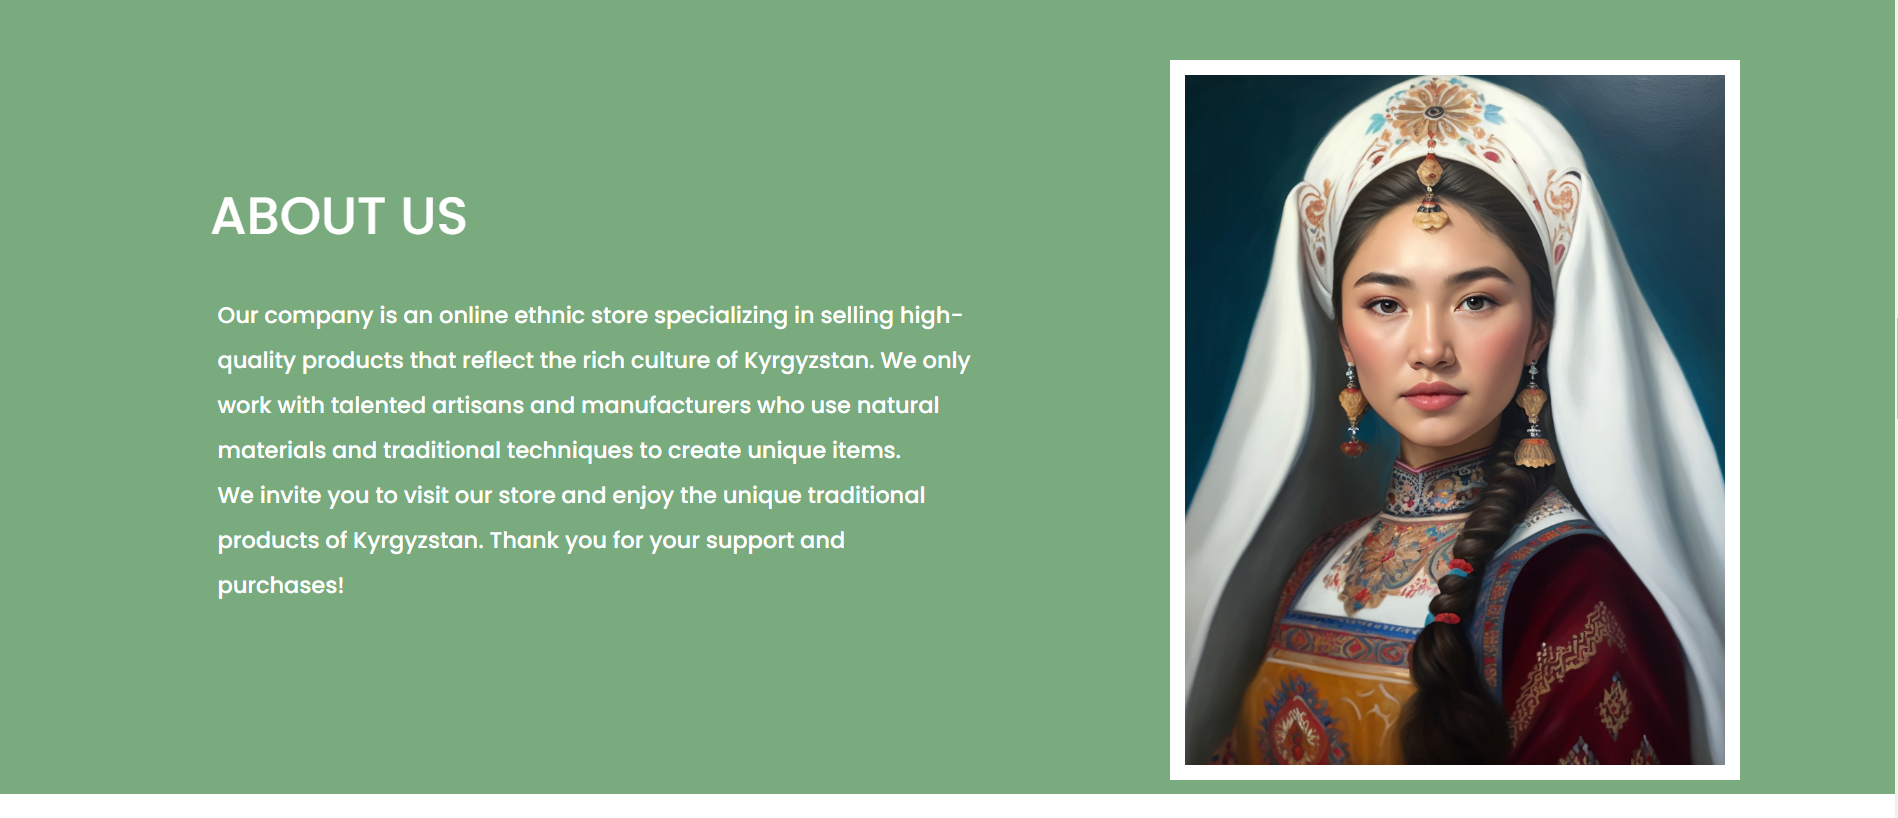 ABOUT US
Our company is an online ethnic store specializing in selling high-
quality products that reflect the rich culture of Kyrgyzstan. We only
work with talented artisans and manufacturers who use natural
materials and traditional techniques to create unique items.
We invite you to visit our store and enjoy the unique traditional
products of Kyrgyzstan. Thank you for your support and
purchases!